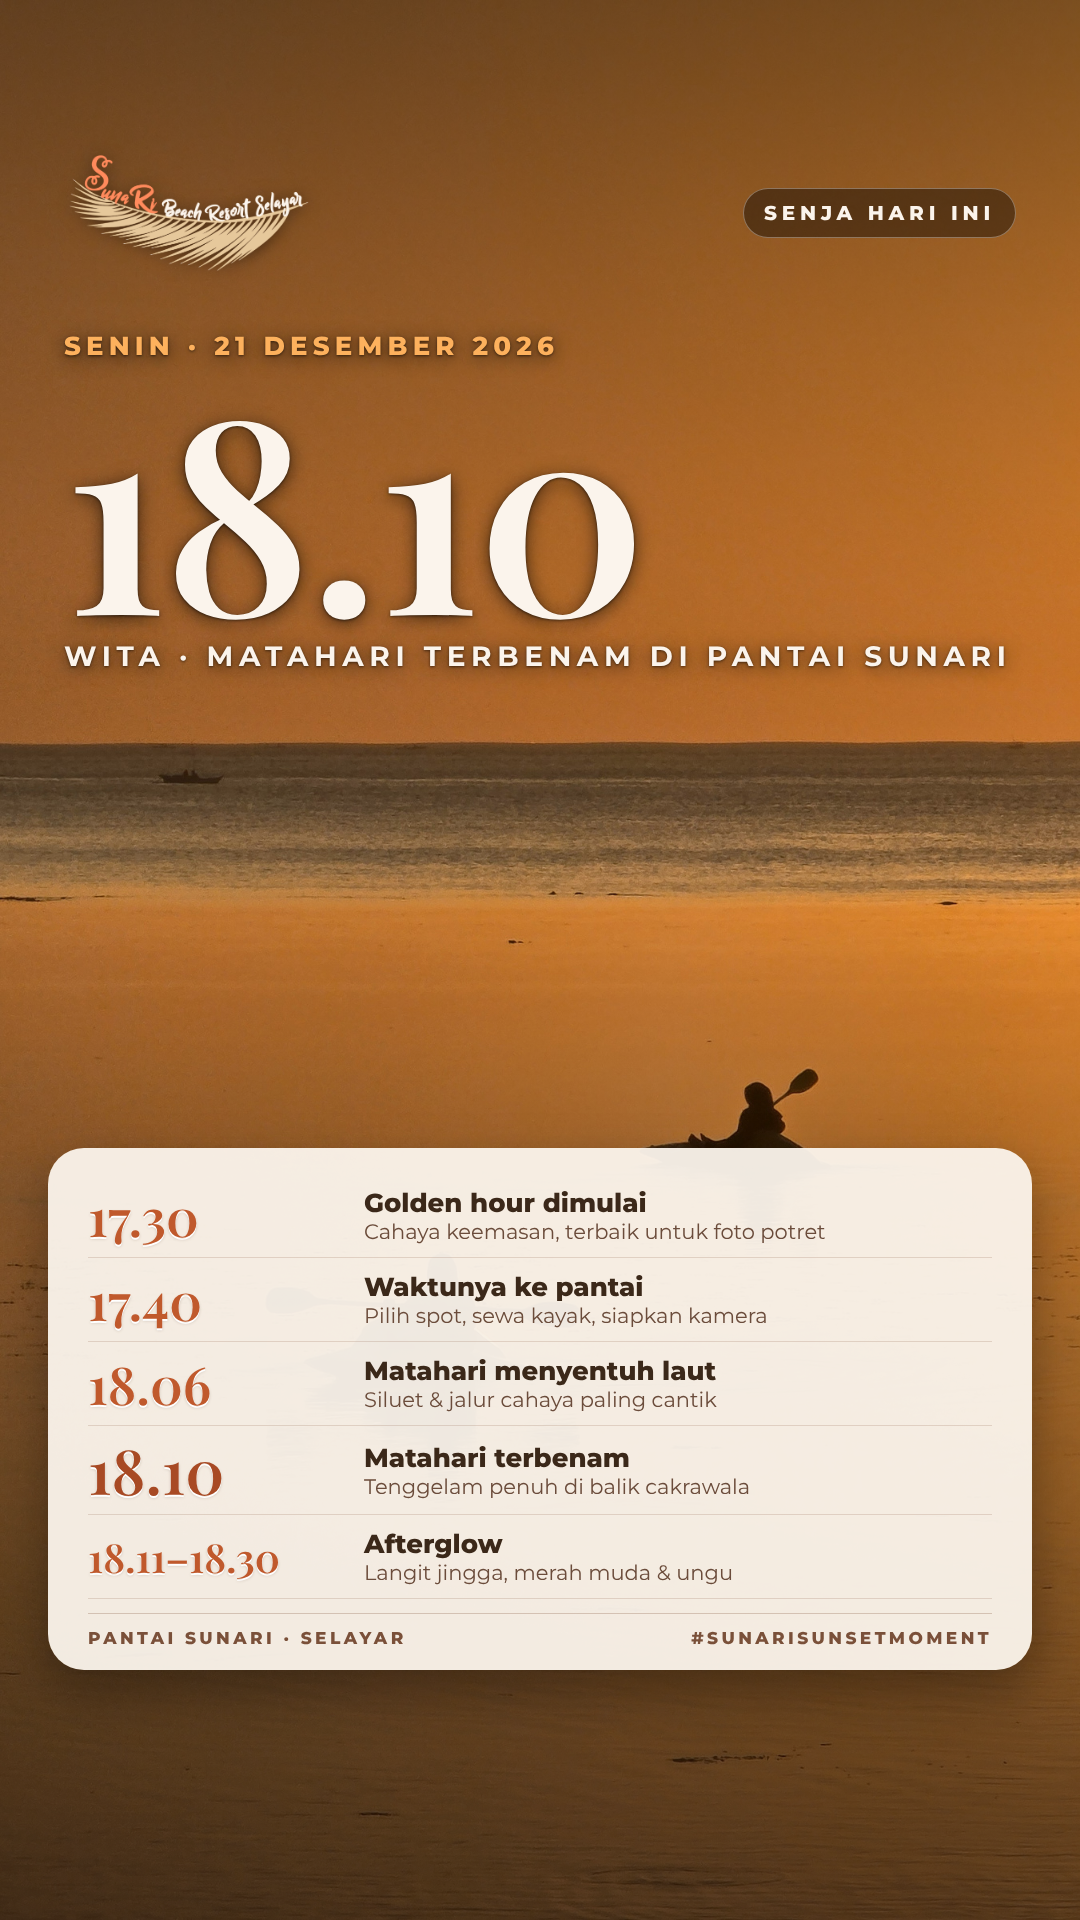 SunaRi Beach Resort Selayar
SENJA HARI INI
SENIN · 21 DESEMBER 2026
18.10
WITA · MATAHARI TERBENAM DI PANTAI SUNARI
17.30
Golden hour dimulai
Cahaya keemasan, terbaik untuk foto potret
17.40
Waktunya ke pantai
Pilih spot, sewa kayak, siapkan kamera
18.06
Matahari menyentuh laut
Siluet & jalur cahaya paling cantik
18.10
Matahari terbenam
Tenggelam penuh di balik cakrawala
18.11–18.30
Afterglow
Langit jingga, merah muda & ungu
PANTAI SUNARI · SELAYAR
#SUNARISUNSETMOMENT